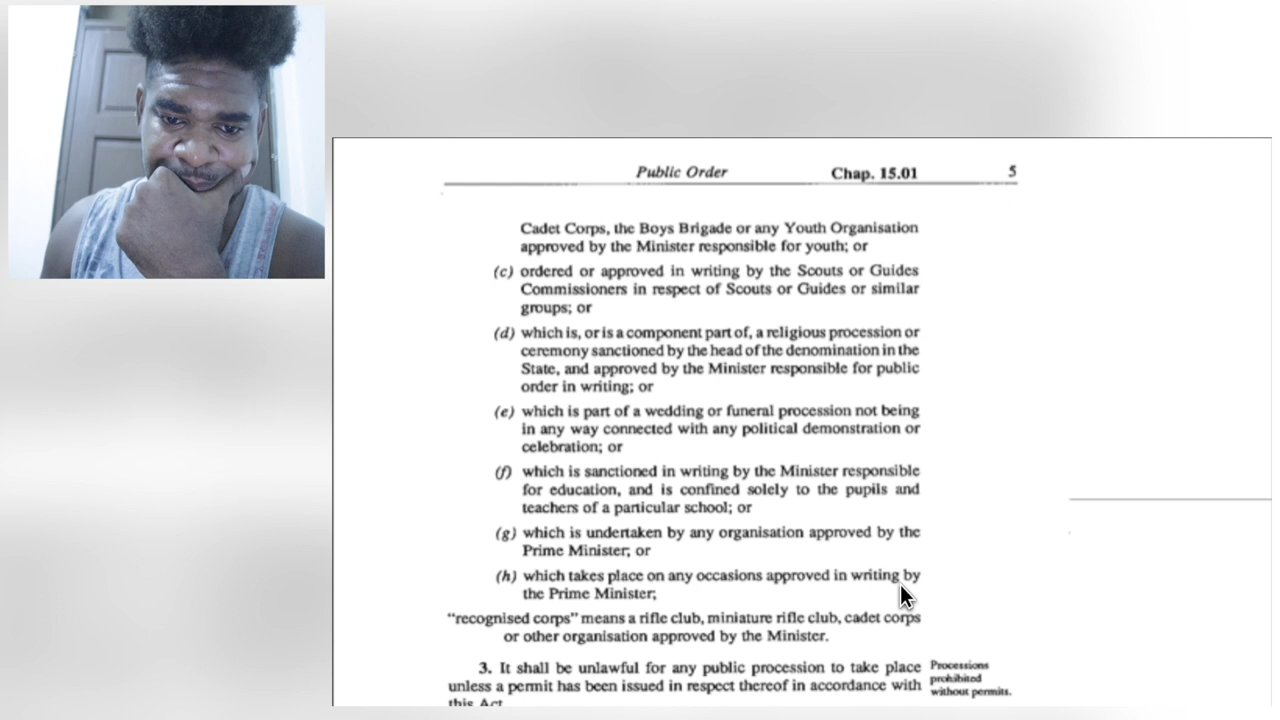 Public Order Chap. 15.01 5
Cadet Corps, the Boys Brigade or any Youth Organisation
approved by the Minister responsible for youth; or
(c) ordered or approved in writing by the Scouts or Guides
Commissioners in respect of Scouts or Guides or similar
groups; or
(d) which is, or is a component part of, a religious procession or
ceremony sanctioned by the head of the denomination in the
State, and approved by the Minister responsible for public
order in writing; or
(e) which is part of a wedding or funeral procession not being
in any way connected with any political demonstration or
celebration; or
(f) which is sanctioned in writing by the Minister responsible
for education, and is confined solely to the pupils and
teachers of a particular school; or
(g) which is undertaken by any organisation approved by the
Prime Minister; or
(h) which takes place on any occasions approved in writing by
the Prime Minister;
"recognised corps" means a rifle club, miniature rifle club, cadet corps
or other organisation approved by the Minister.
3. It shall be unlawful for any public procession to take place
unless a permit has been issued in respect thereof in accordance with
this Act
Processions
prohibited
without permits.